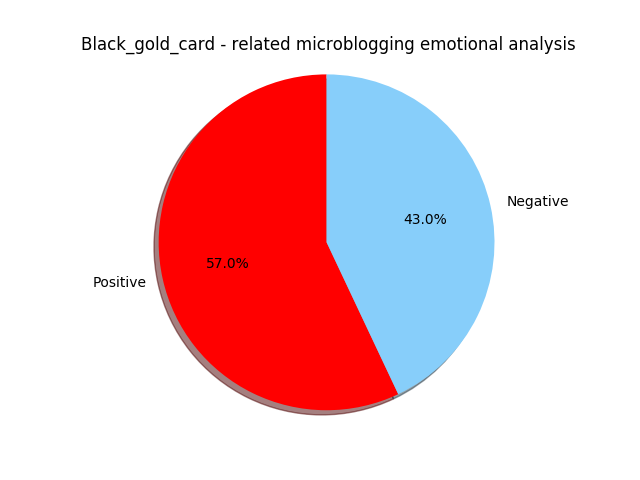 Black_gold_card - related microblogging emotional analysis
Negative
43.0%
57.0%
Positive